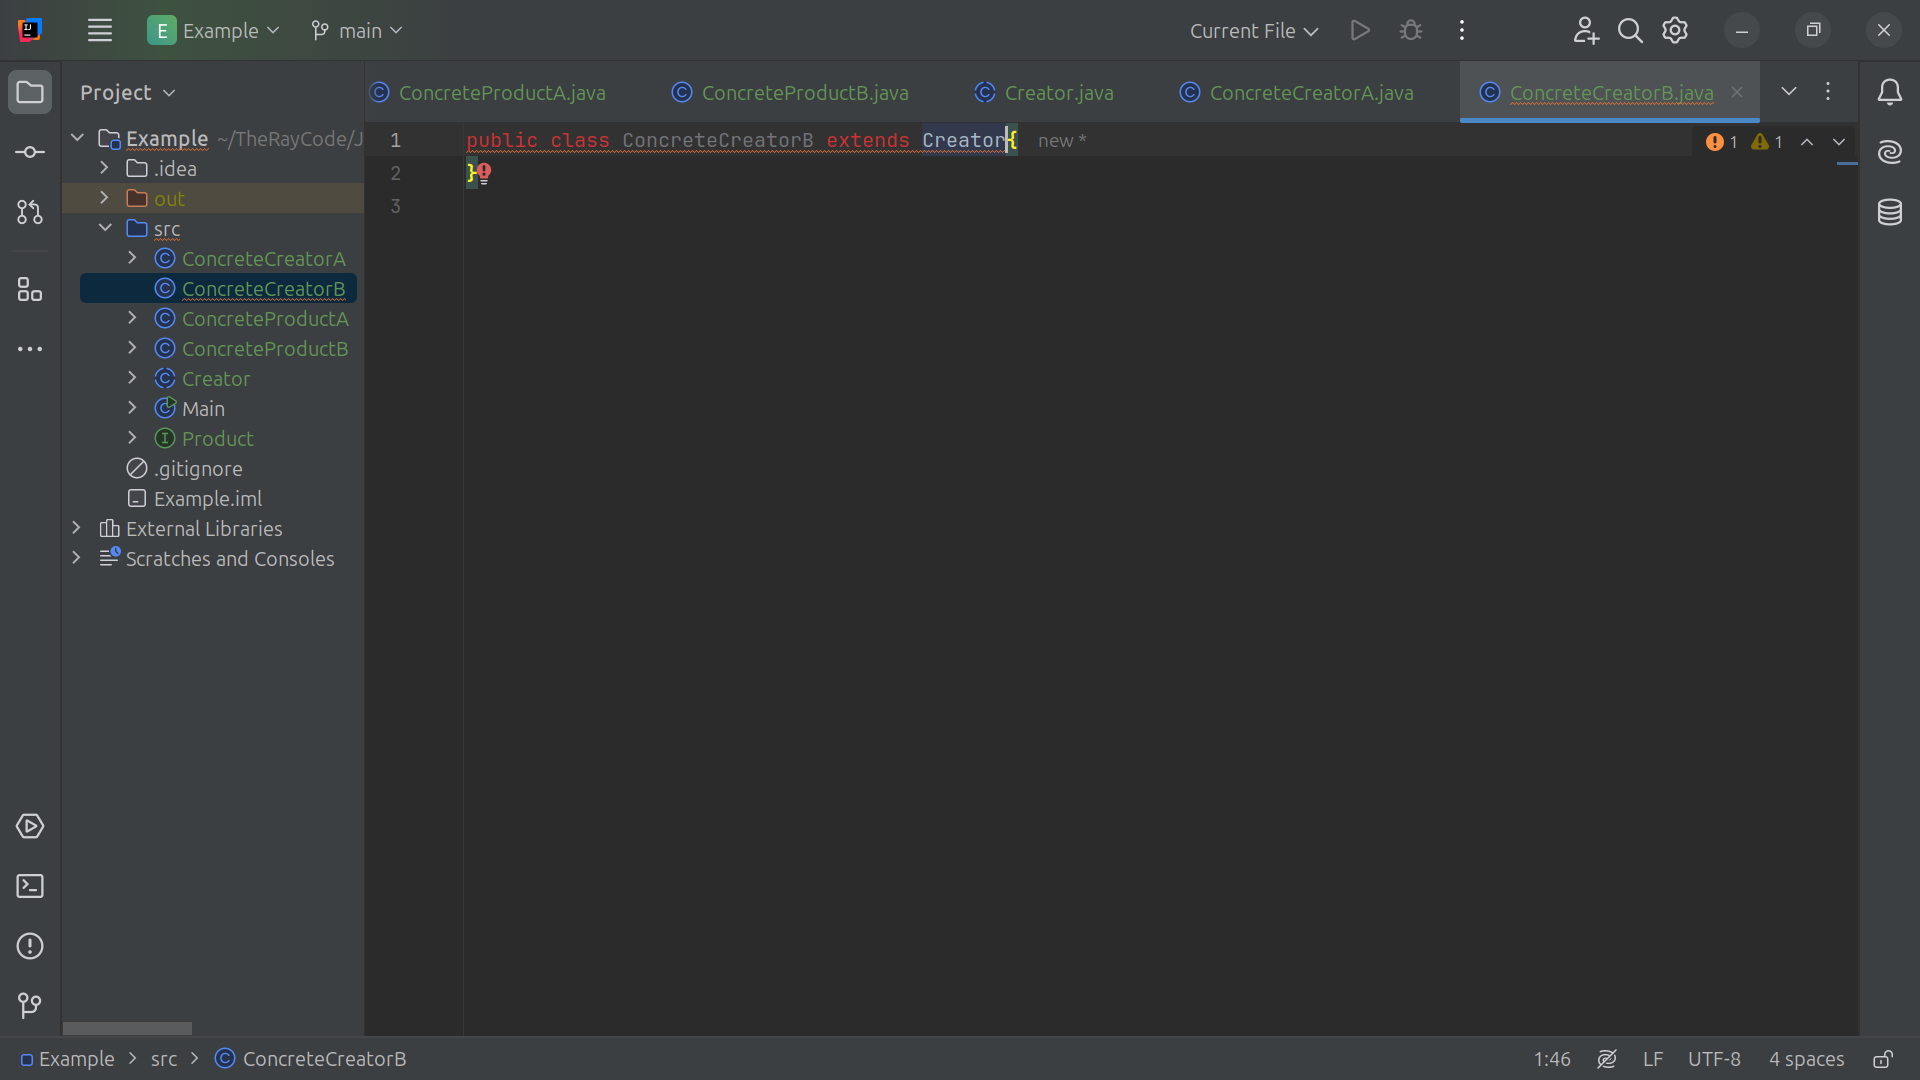 E Example main Current File
Project
Example ~/TheRayCode/J
.idea
out
src
ConcreteCreatorA
ConcreteCreatorB
ConcreteProductA
ConcreteProductB
Creator
Main
Product
.gitignore
Example.iml
External Libraries
Scratches and Consoles
ConcreteProductA.java ConcreteProductB.java Creator.java ConcreteCreatorA.java ConcreteCreatorB.java
1 public class ConcreteCreatorB extends Creator{ new * 1 1
2 }
3
Example src ConcreteCreatorB 1:46 LF UTF-8 4 spaces